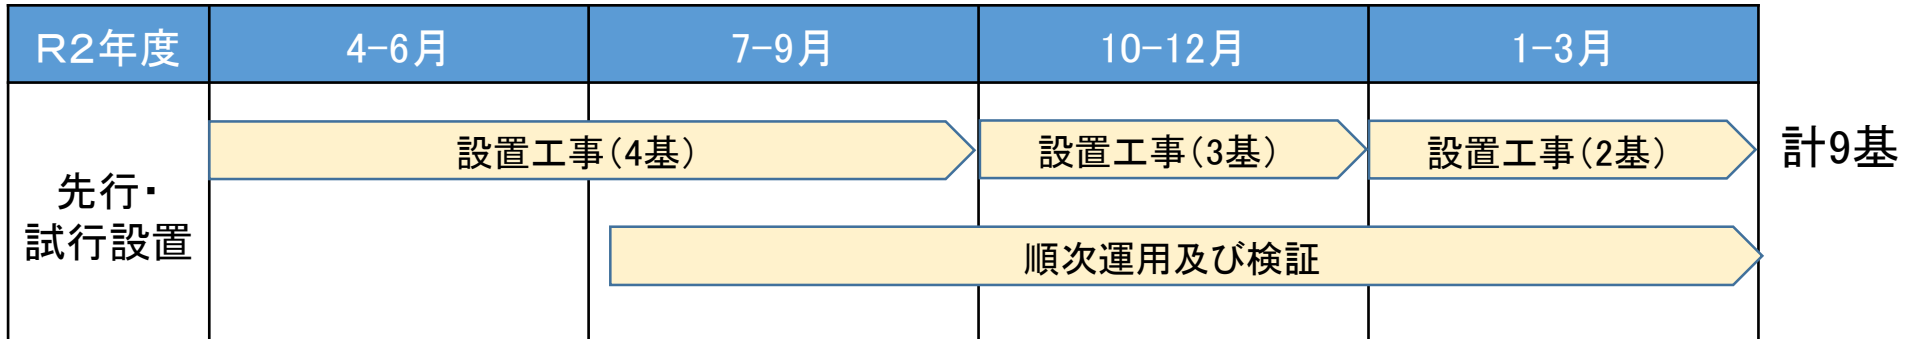 R2年度
4-6月
7-9月
10-12月
1-3月
先行・
試行設置
設置工事(4基)
設置工事(3基)
設置工事(2基)
計9基
順次運用及び検証